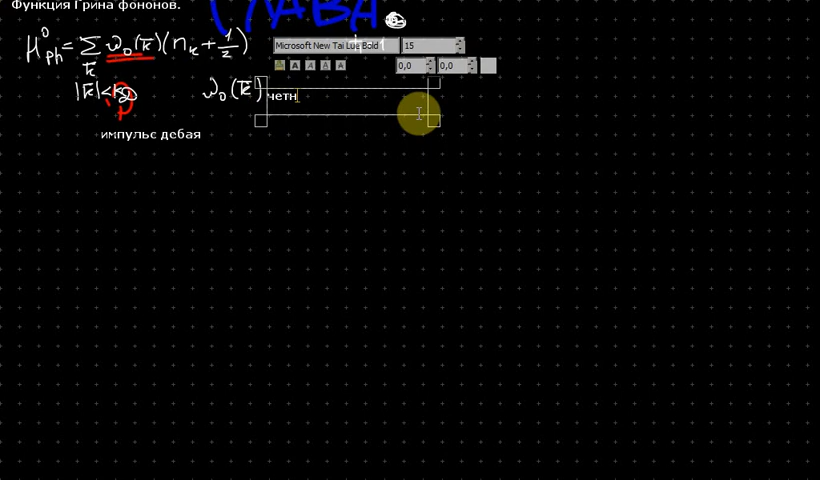 Функция Грина фононов.
ГЛАВА
H⁰ph = Σk̄ ω₀(k̄)(nk + 1/2)
Microsoft New Tai Lue Bold 15
0,0 0,0
|k̄|<kD ω₀(k̄) четн
импульс дебая